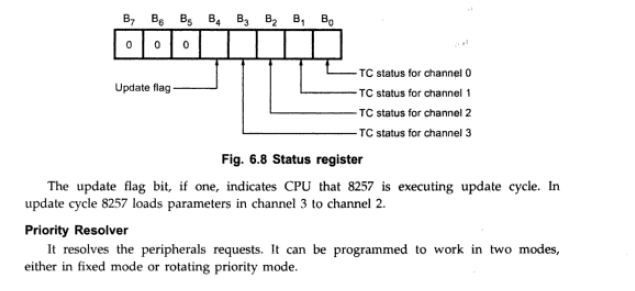 B7 B6 B5 B4 B3 B2 B1 B0
0 0 0
TC status for channel 0
Update flag
TC status for channel 1
TC status for channel 2
TC status for channel 3
Fig. 6.8 Status register
The update flag bit, if one, indicates CPU that 8257 is executing update cycle. In
update cycle 8257 loads parameters in channel 3 to channel 2.
Priority Resolver
It resolves the peripherals requests. It can be programmed to work in two modes,
either in fixed mode or rotating priority mode.